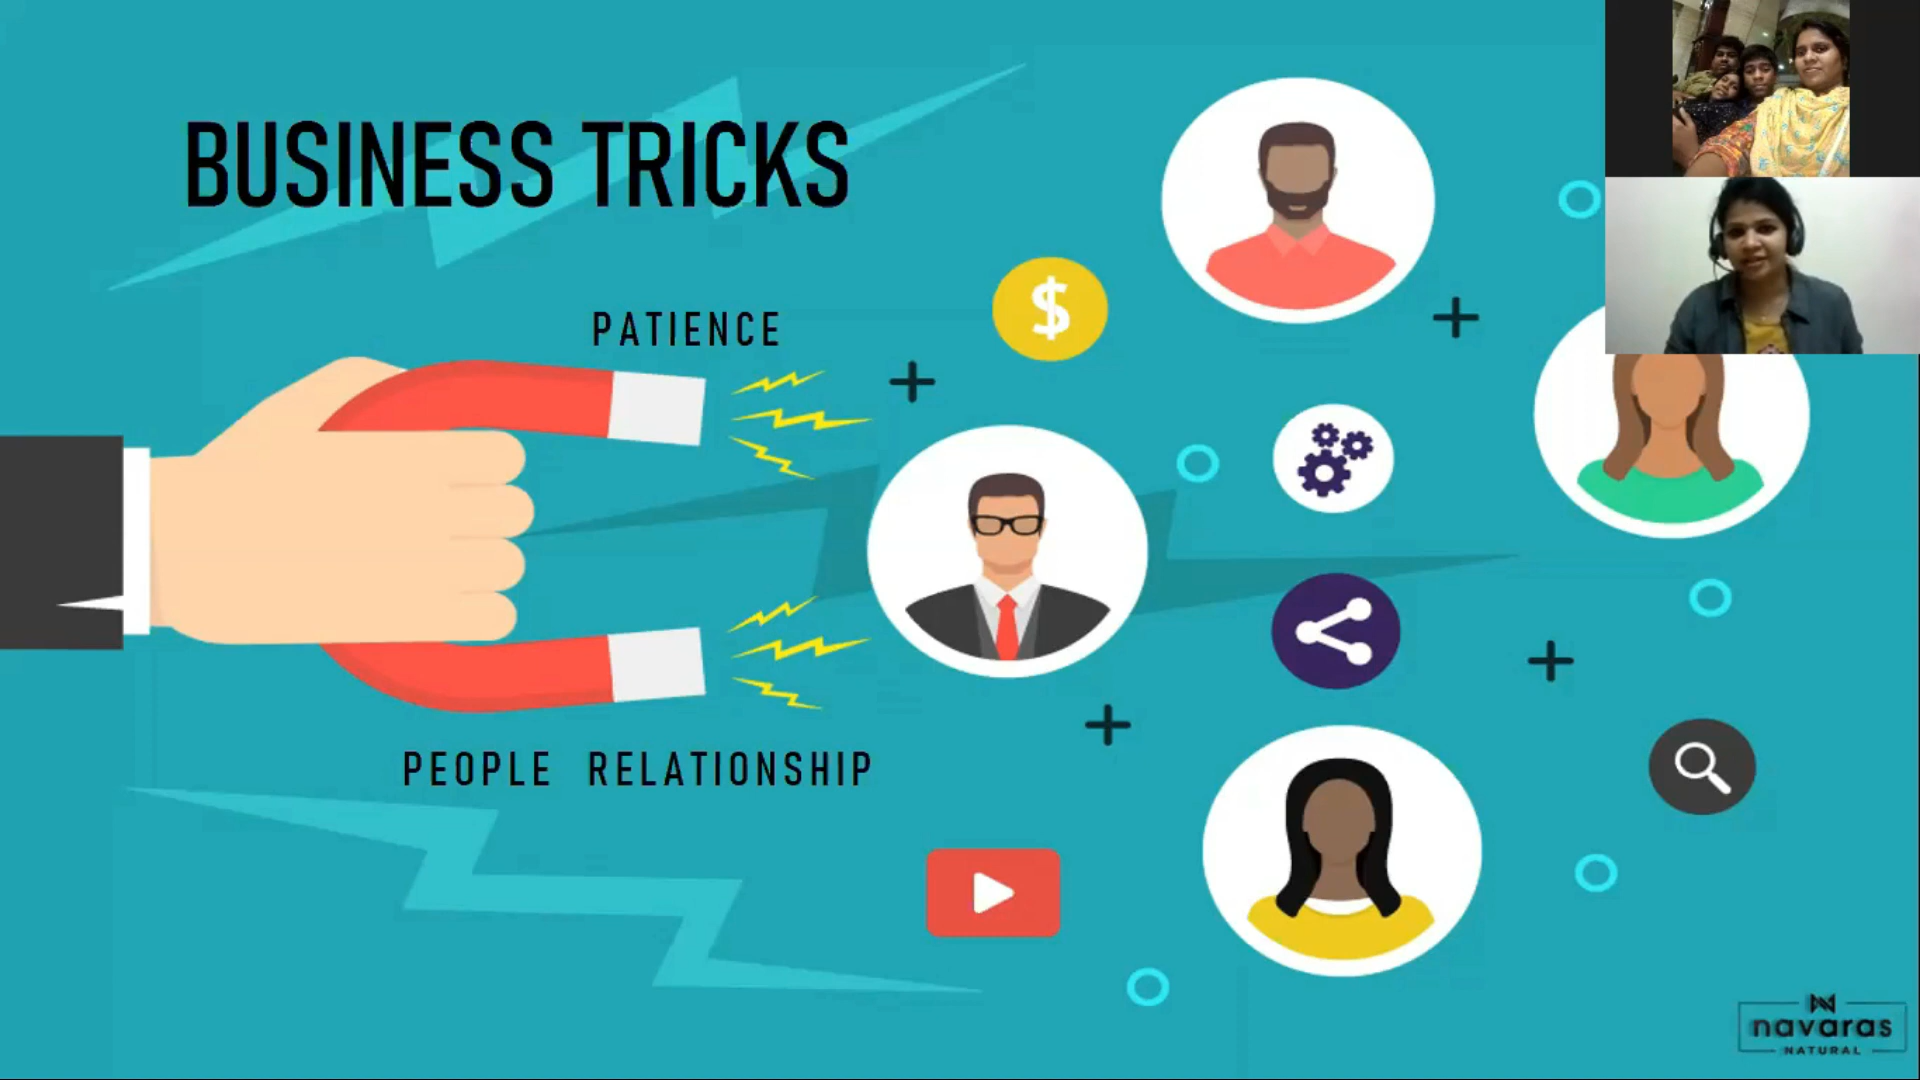 BUSINESS TRICKS
PATIENCE
$
PEOPLE RELATIONSHIP
navaras
NATURAL